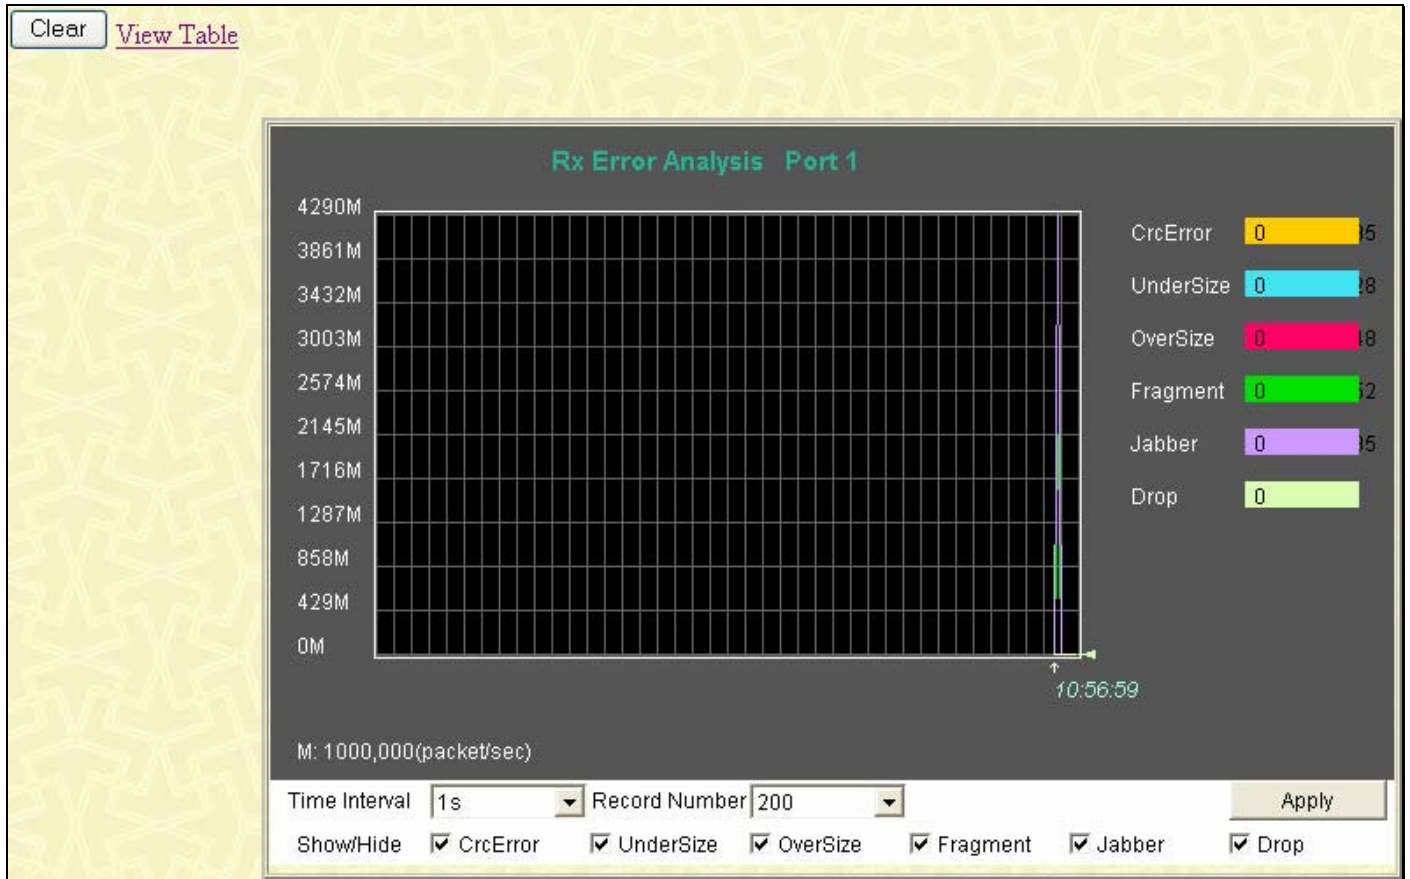 Clear View Table
Rx Error Analysis Port 1
4290M
3861M
3432M
3003M
2574M
2145M
1716M
1287M
858M
429M
0M
CrcError 0
UnderSize 0
OverSize 0
Fragment 0
Jabber 0
Drop 0
10:56:59
M: 1000,000(packet/sec)
Time Interval 1s Record Number 200 Apply
Show/Hide CrcError UnderSize OverSize Fragment Jabber Drop